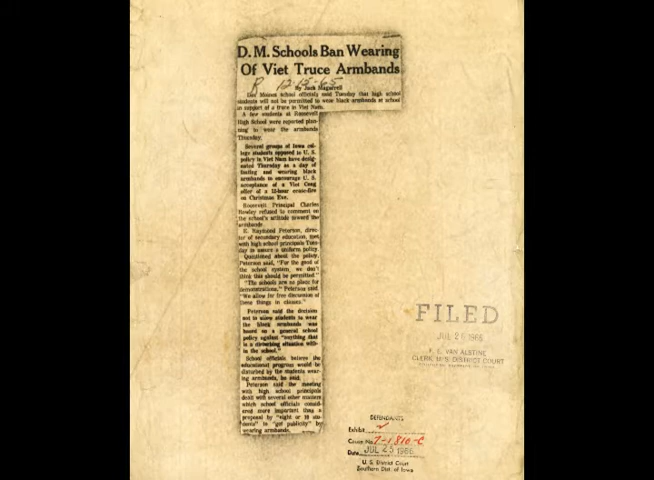 D. M. Schools Ban Wearing
Of Viet Truce Armbands
R 12-15-65
By Jack Magarrell
Des Moines school officials said Tuesday that high school
students will not be permitted to wear black armbands at school
in support of a truce in Viet Nam.
A few students at Roosevelt
High School were reported plan-
ning to wear the armbands
Thursday.
Several groups of Iowa col-
lege students opposed to U. S.
policy in Viet Nam have desig-
nated Thursday as a day of
fasting and wearing black
armbands to encourage U. S.
acceptance of a Viet Cong
offer of a 12-hour cease-fire
on Christmas Eve.
Roosevelt Principal Charles
Rowley refused to comment on
the school's attitude toward the
armbands.
E. Raymond Peterson, direc-
tor of secondary education, met
with high school principals Tues-
day to assure a uniform policy.
Questioned about the policy,
Peterson said, "For the good of
the school system, we don't
think this should be permitted."
"The schools are no place for
demonstrations," Peterson said.
"We allow for free discussion of
these things in classes."
Peterson said the decision
not to allow students to wear
the black armbands was
based on a general school
policy against "anything that
is a disturbing situation with-
in the school."
School officials believe the
educational program would be
disturbed by the students wear-
ing armbands, he said.
Peterson said the meeting
with high school principals
dealt with several other matters
which school officials consid-
ered more important than a
proposal by "eight or 10 stu-
dents" to "get publicity" by
wearing armbands.
FILED
JUL 25 1966
F. E. VAN ALSTINE
CLERK, U. S. DISTRICT COURT
DEFENDANTS
Exhibit
Cause No. 7-1810-C
Date JUL 25 1966
U. S. District Court
Southern Dist. of Iowa